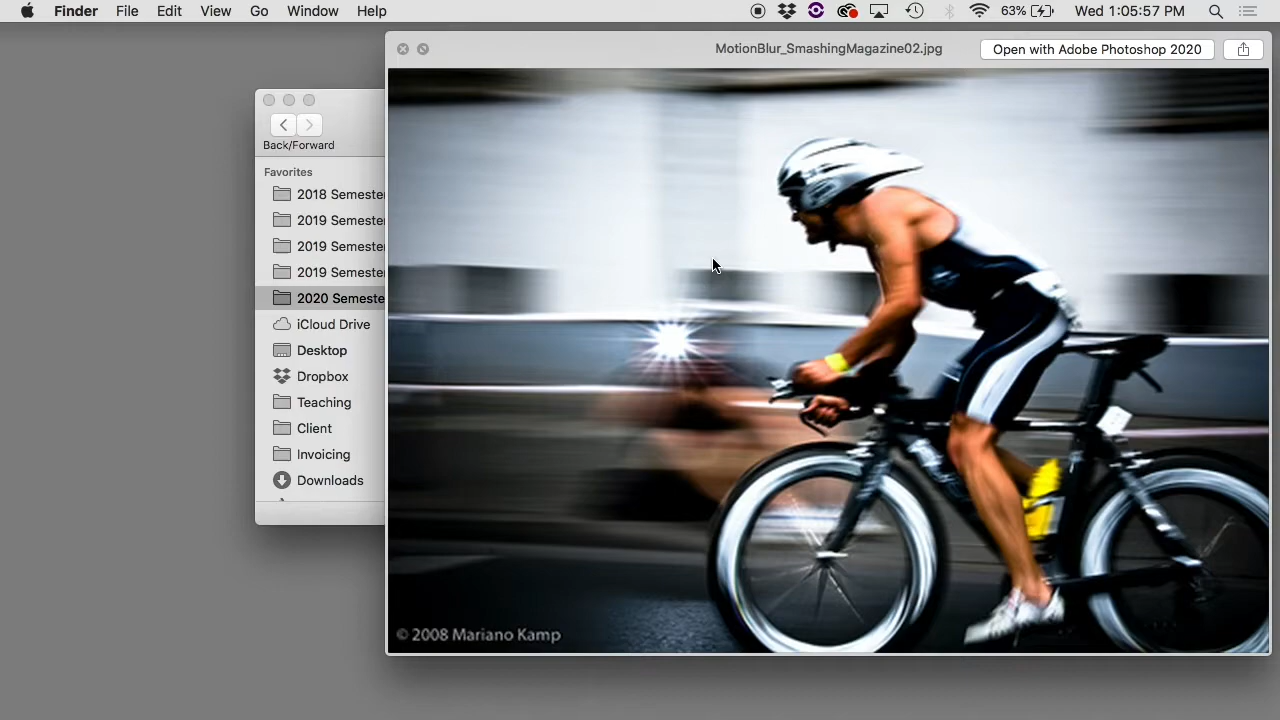 Finder File Edit View Go Window Help 63% Wed 1:05:57 PM
MotionBlur_SmashingMagazine02.jpg Open with Adobe Photoshop 2020
Back/Forward
Favorites
2018 Semeste
2019 Semeste
2019 Semeste
2019 Semeste
2020 Semeste
iCloud Drive
Desktop
Dropbox
Teaching
Client
Invoicing
Downloads
© 2008 Mariano Kamp